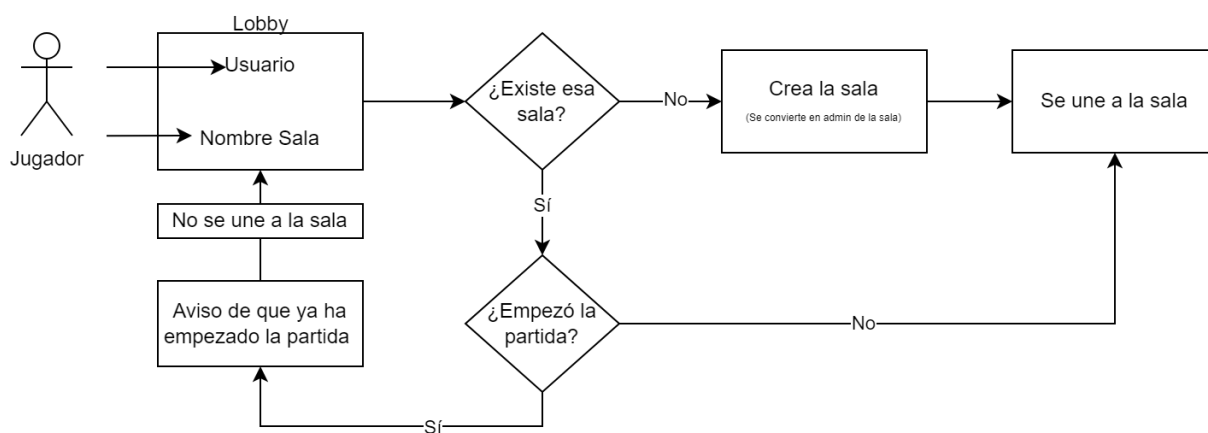 Lobby
Usuario
Nombre Sala
Jugador
¿Existe esa
sala?
No
Crea la sala
(Se convierte en admin de la sala)
Se une a la sala
Sí
No se une a la sala
Aviso de que ya ha
empezado la partida
¿Empezó la
partida?
No
Sí